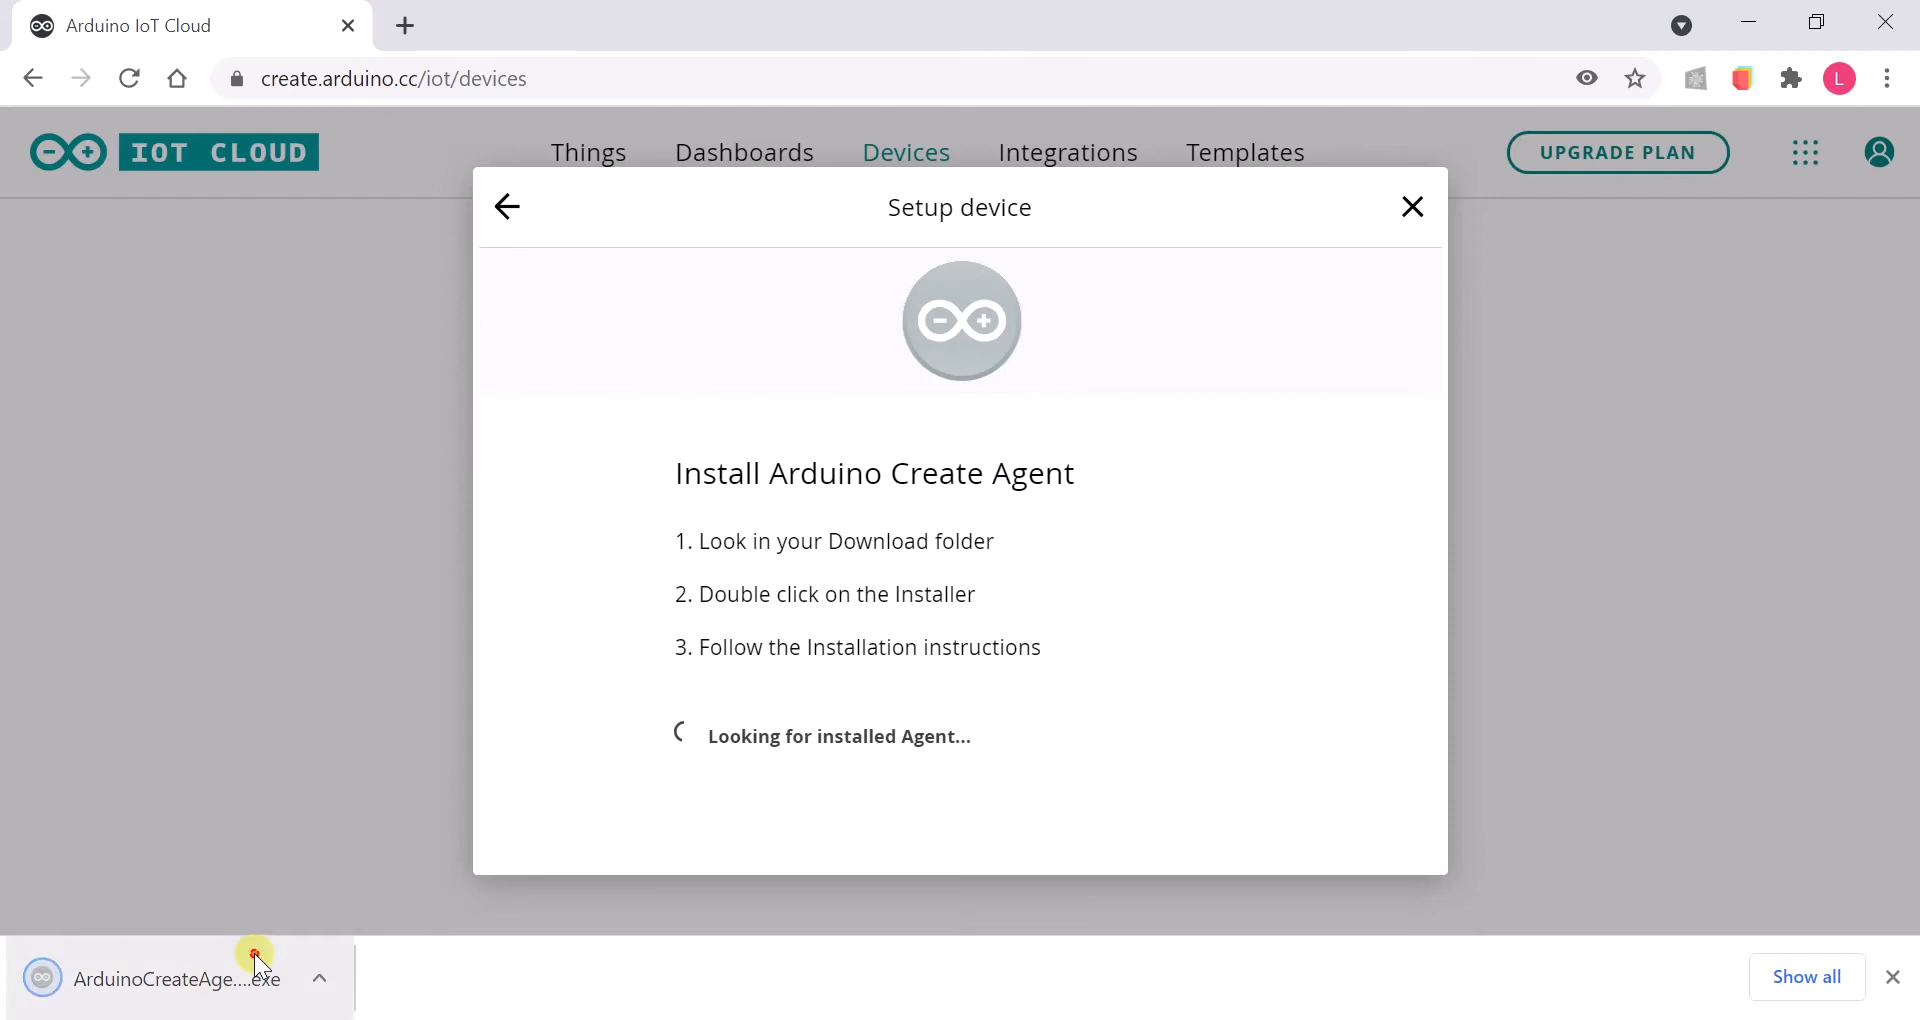 Arduino IoT Cloud
create.arduino.cc/iot/devices
L
IOT CLOUD
Things
Dashboards
Devices
Integrations
Templates
UPGRADE PLAN
Setup device
Install Arduino Create Agent
1. Look in your Download folder
2. Double click on the Installer
3. Follow the Installation instructions
Looking for installed Agent...
ArduinoCreateAge....exe
Show all